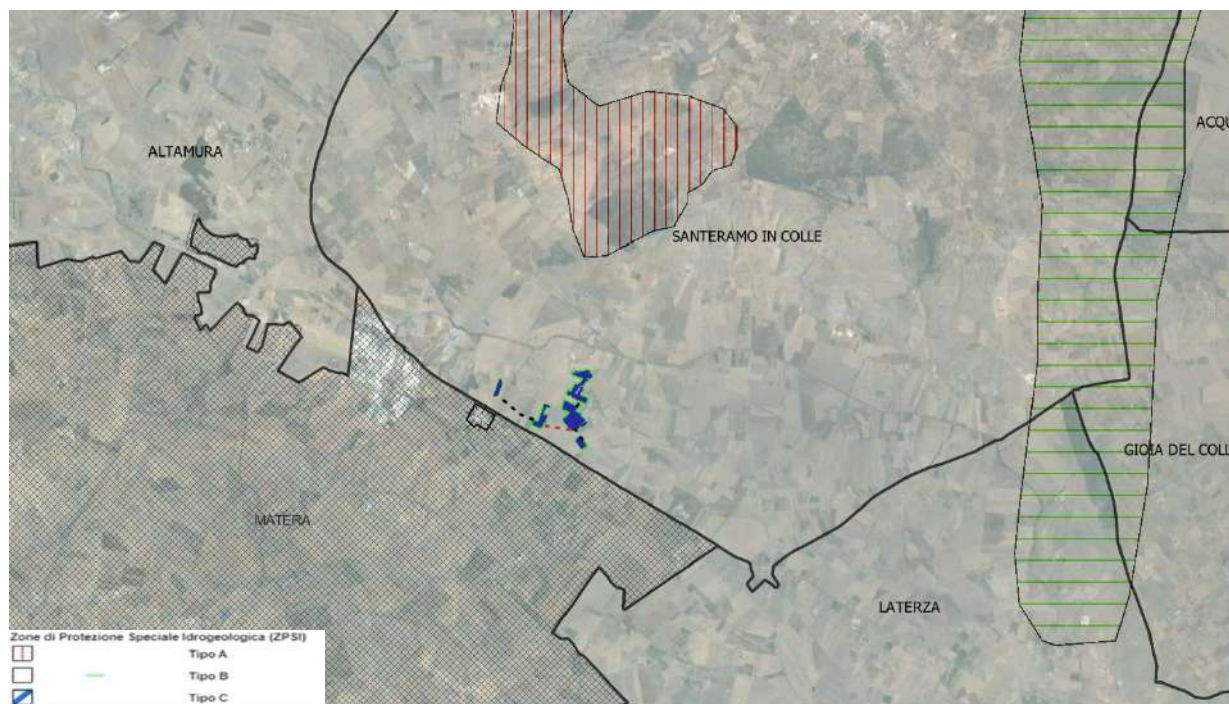 ACQU
ALTAMURA
SANTERAMO IN COLLE
GIOIA DEL COLL
MATERA
LATERZA
Zone di Protezione Speciale Idrogeologica (ZPSI)
Tipo A
Tipo B
Tipo C